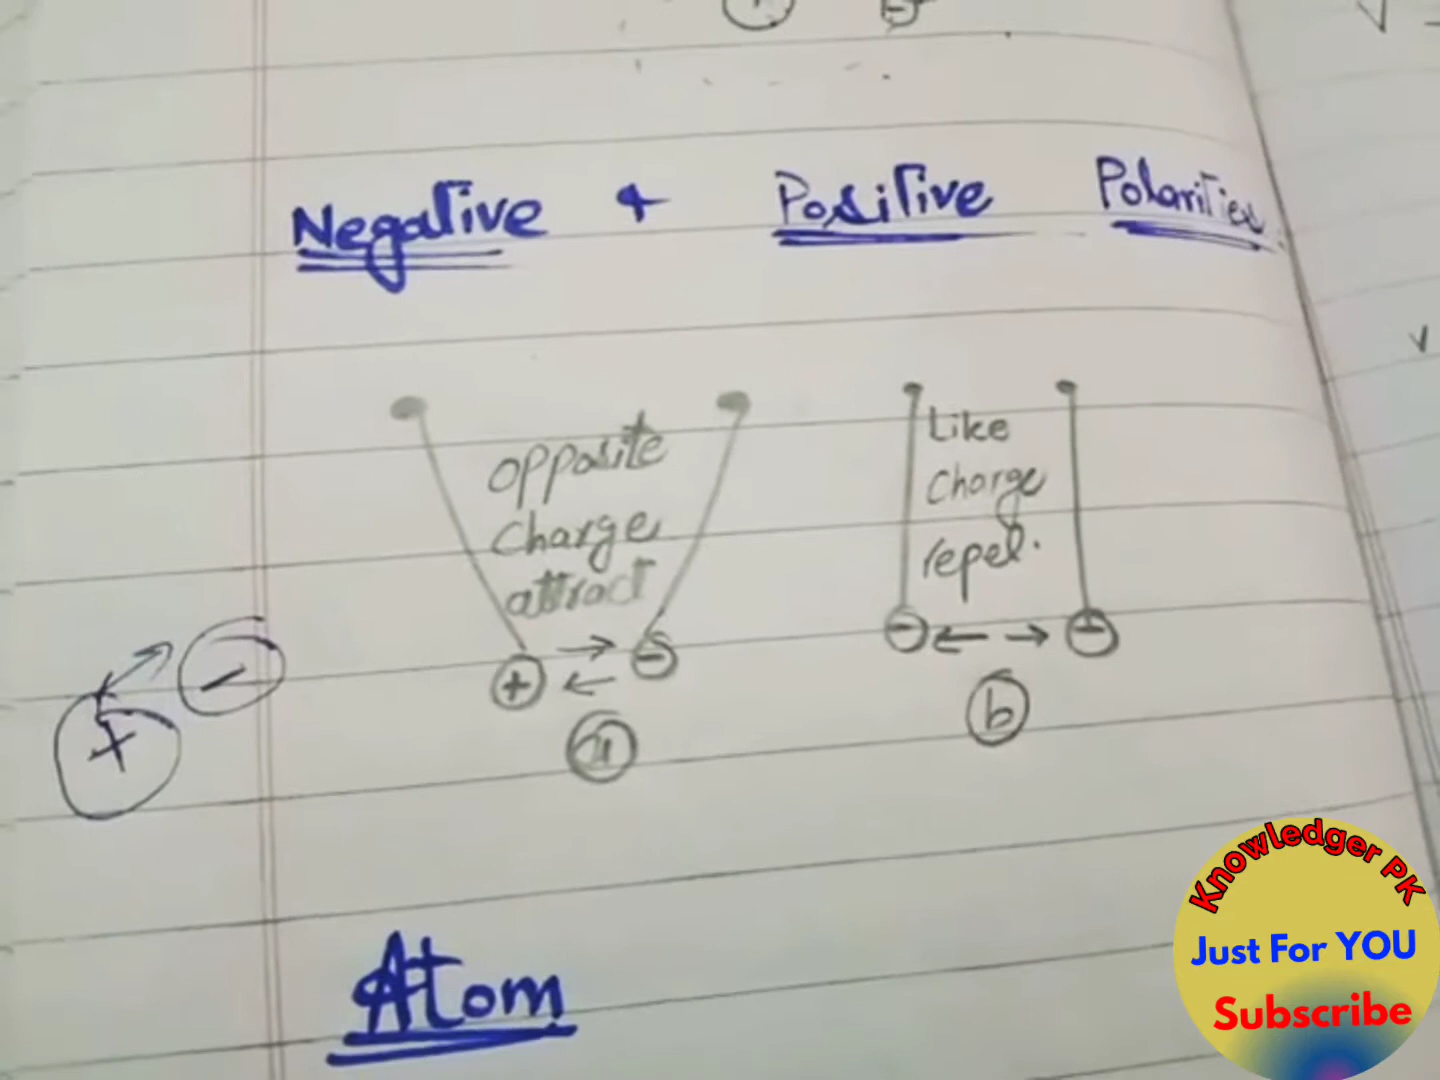 Negative + Positive Polarities
opposite
charge
attract
Like
charge
repel.
+ -
- -
+ -
a
b
Atom
Knowledger PK
Just For YOU
Subscribe